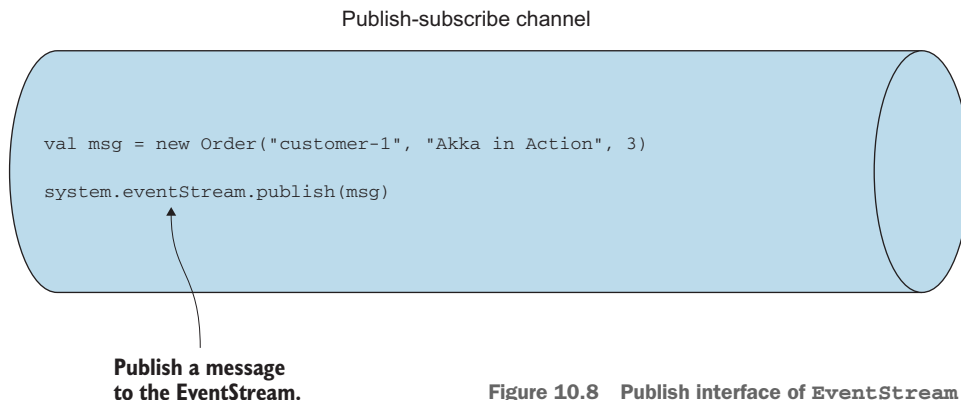 Publish-subscribe channel
val msg = new Order("customer-1", "Akka in Action", 3)
system.eventStream.publish(msg)
Publish a message
to the EventStream.
Figure 10.8 Publish interface of EventStream